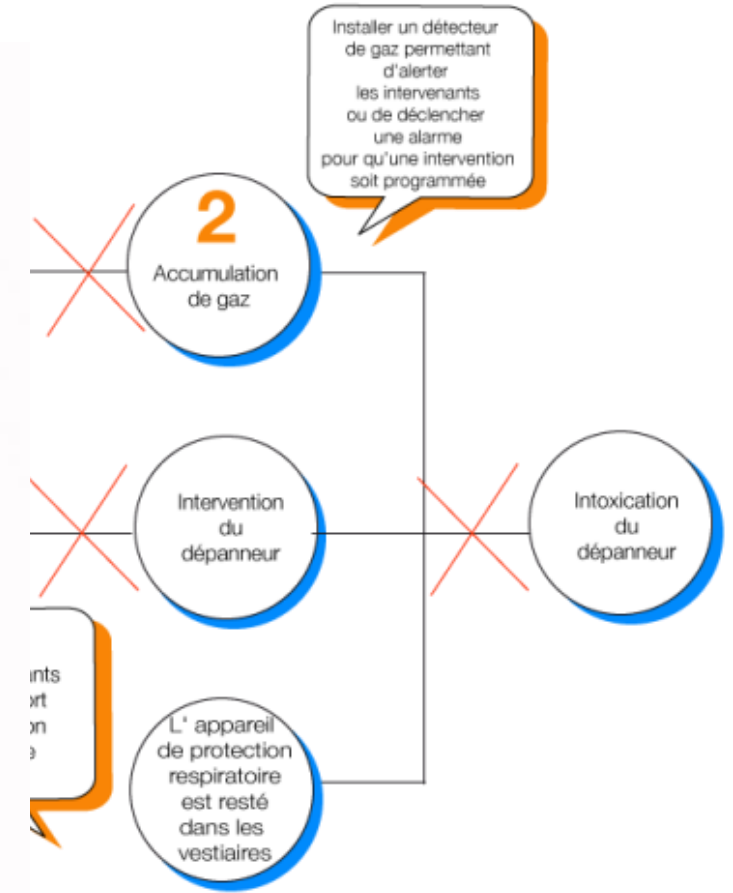 Installer un détecteur
de gaz permettant
d'alerter
les intervenants
ou de déclencher
une alarme
pour qu'une intervention
soit programmée
2
Accumulation
de gaz
Intervention
du
dépanneur
Intoxication
du
dépanneur
L' appareil
de protection
respiratoire
est resté
dans les
vestiaires